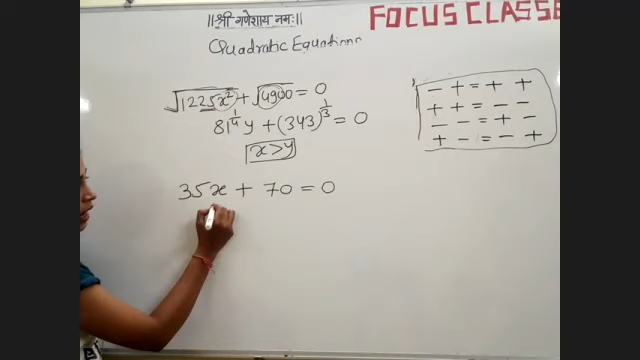 ||श्री गणेशाय नमः||
FOCUS CLASSE
Quadratic Equations
√1225x² + √4900 = 0
81^(1/4) y + (343)^(1/3) = 0
x > y
- + = + +
+ + = - -
- - = + -
+ - = - +
35x + 70 = 0